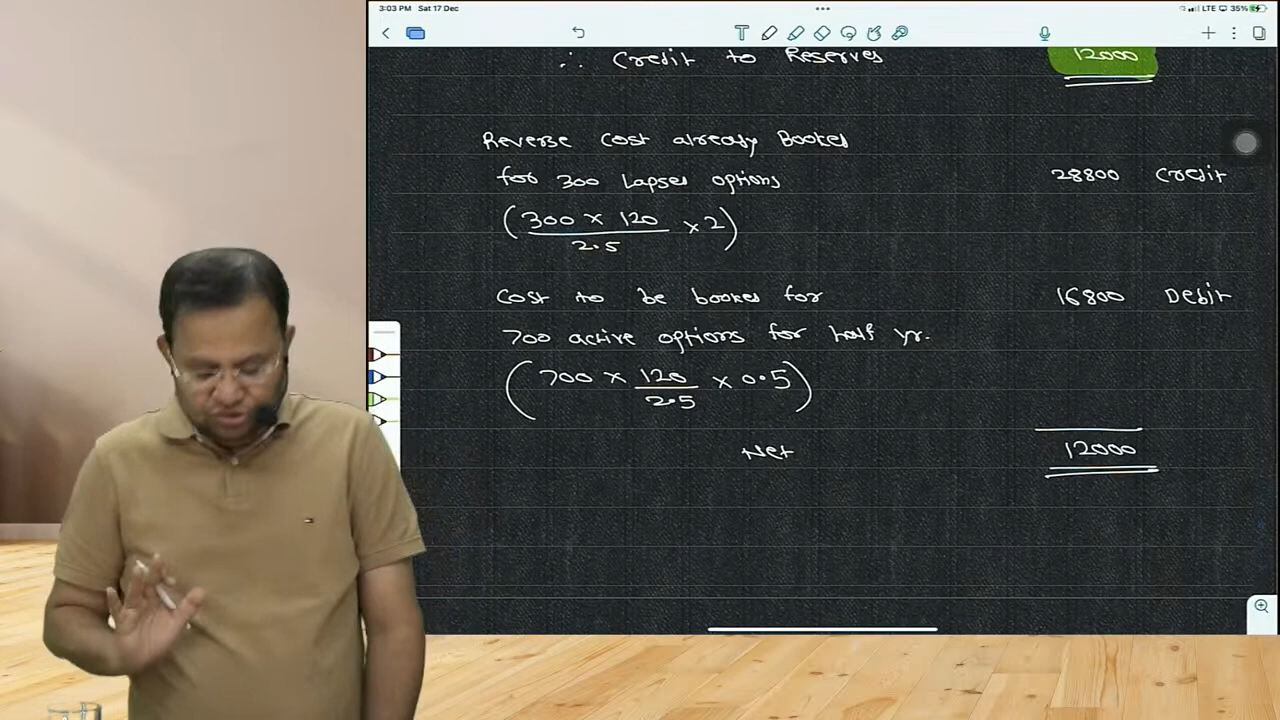 3:03 PM Sat 17 Dec
LTE 35%
T
∴ Credit to Reserves 12000
Reverse cost already Booked
for 300 Lapsed options 28800 Credit
(300 × 120 / 2.5 × 2)
Cost to be booked for 16800 Debit
700 active options for half yr.
(700 × 120 / 2.5 × 0.5)
Net 12000